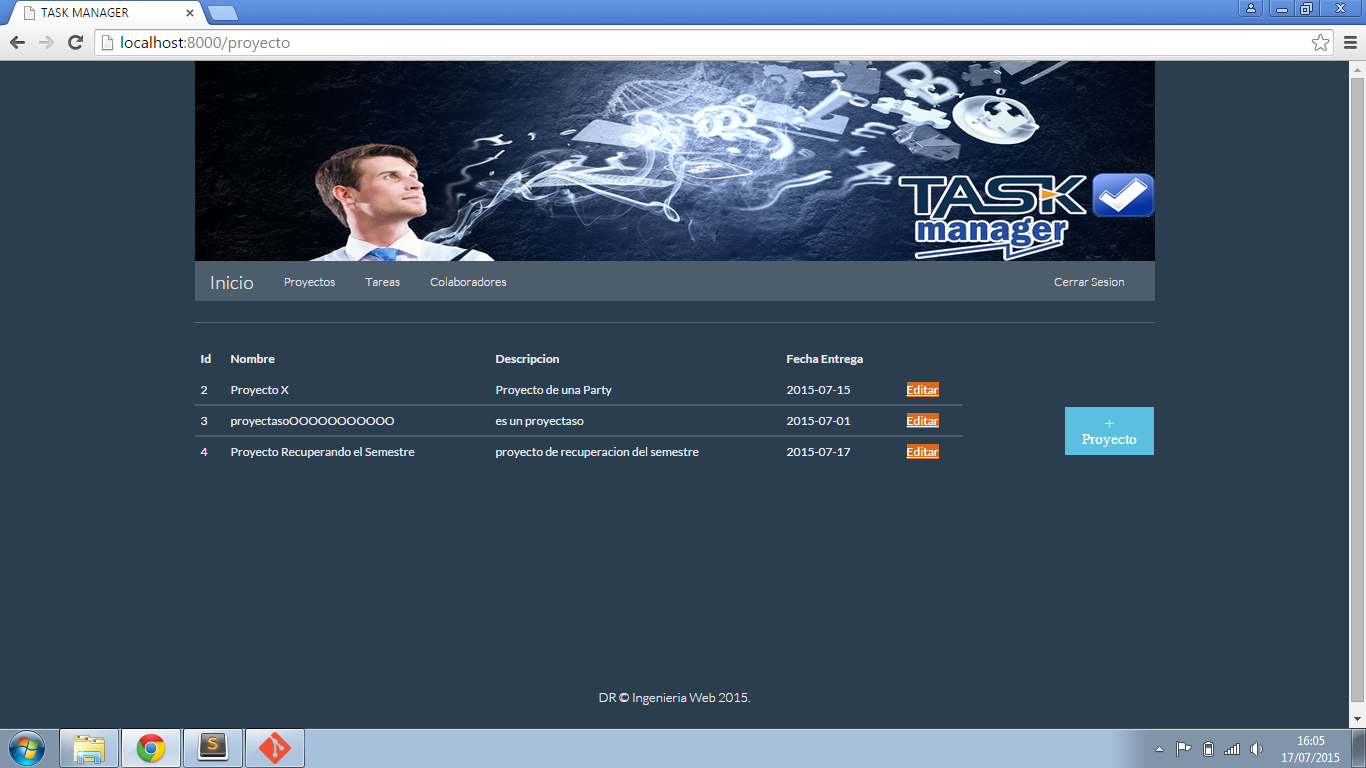 TASK MANAGER
localhost:8000/proyecto
TASK
manager
Inicio Proyectos Tareas Colaboradores Cerrar Sesion
Id Nombre Descripcion Fecha Entrega
2 Proyecto X Proyecto de una Party 2015-07-15 Editar
3 proyectasoOOOOOOOOOOO es un proyectaso 2015-07-01 Editar
4 Proyecto Recuperando el Semestre proyecto de recuperacion del semestre 2015-07-17 Editar
+
Proyecto
DR © Ingenieria Web 2015.
16:05
17/07/2015